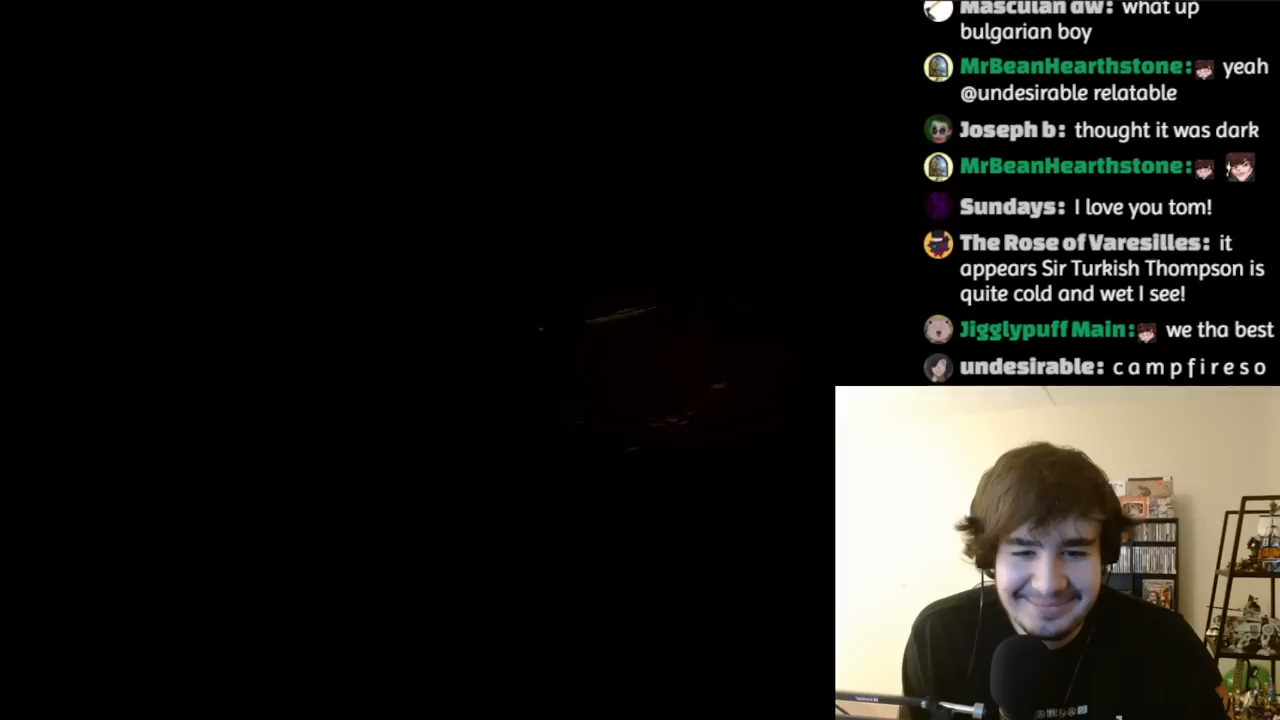 Masculan dw: what up
bulgarian boy
MrBeanHearthstone: yeah
@undesirable relatable
Joseph b: thought it was dark
MrBeanHearthstone:
Sundays: I love you tom!
The Rose of Varesilles: it
appears Sir Turkish Thompson is
quite cold and wet I see!
Jigglypuff Main: we tha best
undesirable: c a m p f i r e s o